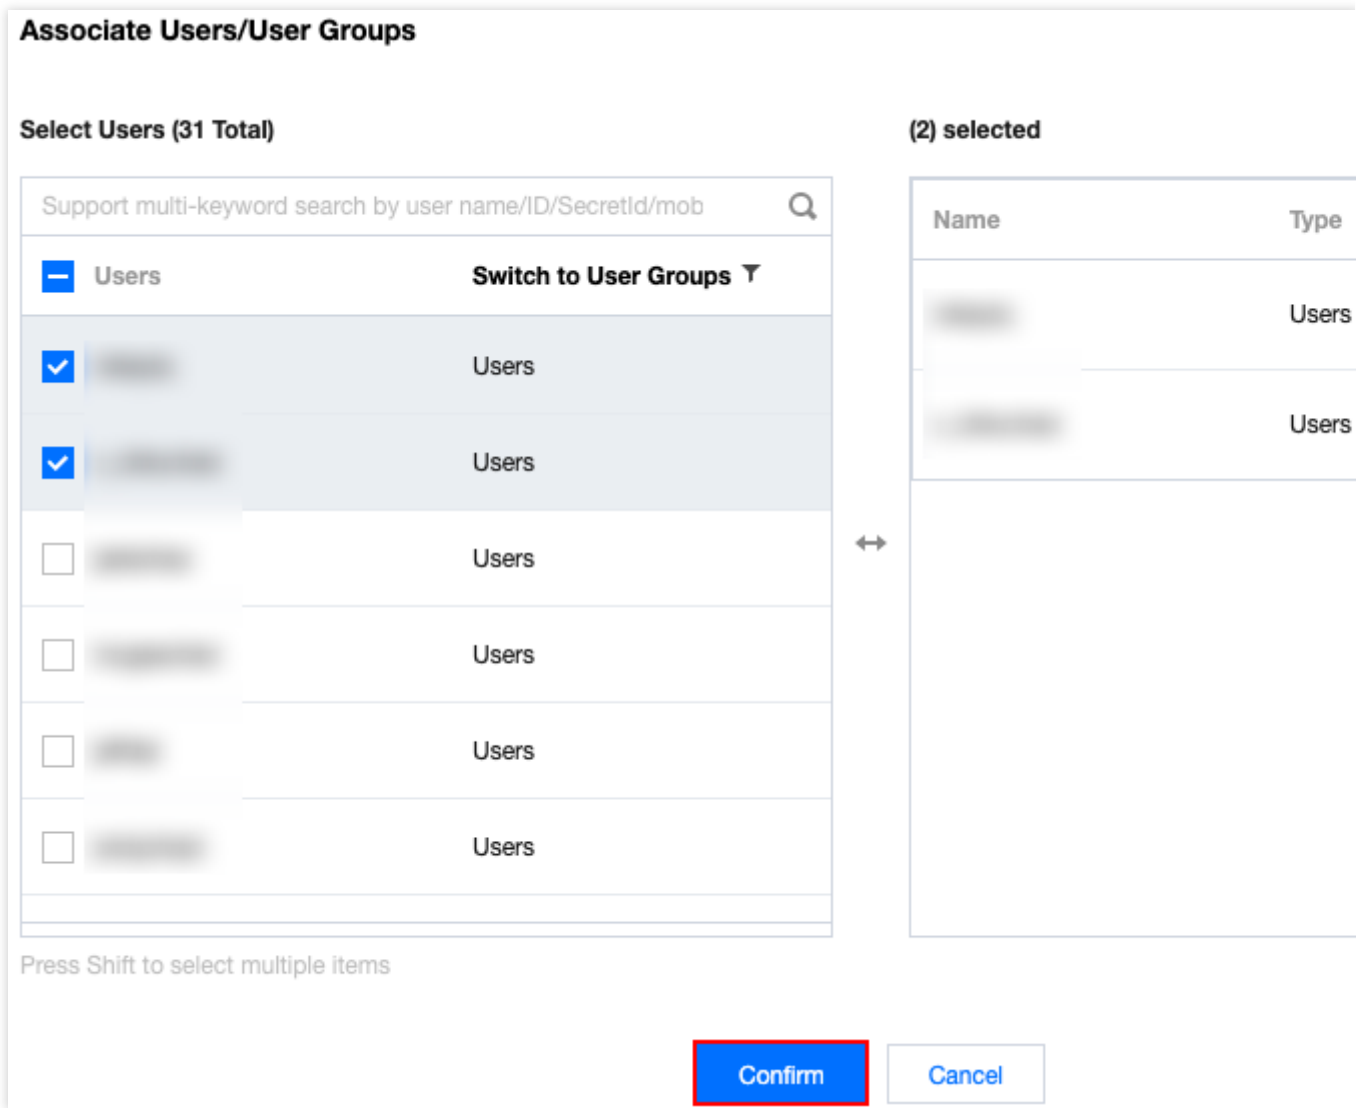 Associate Users/User Groups
Select Users (31 Total)
Support multi-keyword search by user name/ID/SecretId/mob
Users Switch to User Groups
Users
Users
Users
Users
Users
Users
Press Shift to select multiple items
(2) selected
Name Type
Users
Users
Confirm Cancel